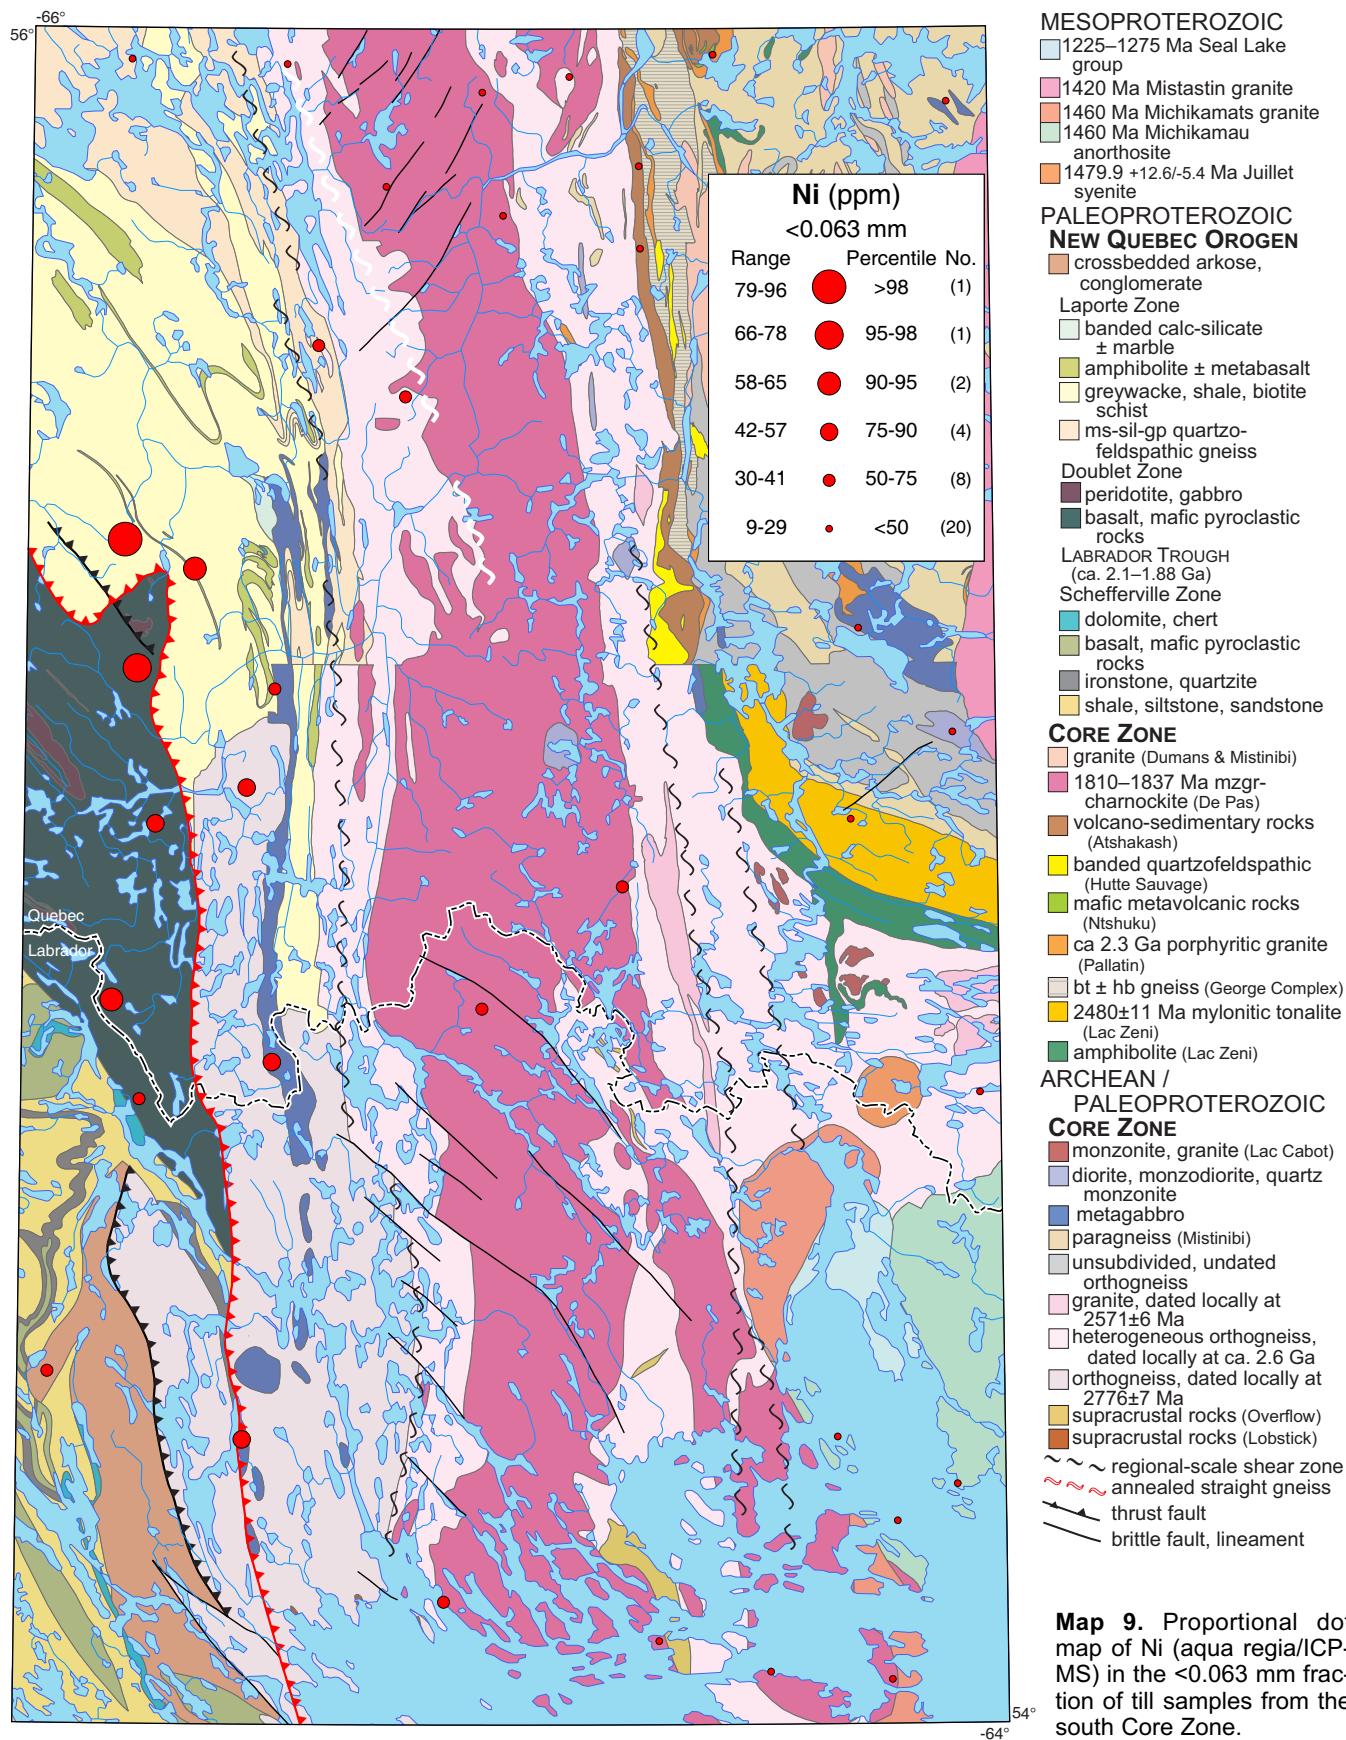 -66°
56°
Ni (ppm)
<0.063 mm
Range Percentile No.
79-96 >98 (1)
66-78 95-98 (1)
58-65 90-95 (2)
42-57 75-90 (4)
30-41 50-75 (8)
9-29 <50 (20)
Quebec
Labrador
54°
-64°
MESOPROTEROZOIC
1225–1275 Ma Seal Lake
group
1420 Ma Mistastin granite
1460 Ma Michikamats granite
1460 Ma Michikamau
anorthosite
1479.9 +12.6/-5.4 Ma Juillet
syenite
PALEOPROTEROZOIC
NEW QUEBEC OROGEN
crossbedded arkose,
conglomerate
Laporte Zone
banded calc-silicate
± marble
amphibolite ± metabasalt
greywacke, shale, biotite
schist
ms-sil-gp quartzo-
feldspathic gneiss
Doublet Zone
peridotite, gabbro
basalt, mafic pyroclastic
rocks
LABRADOR TROUGH
(ca. 2.1–1.88 Ga)
Schefferville Zone
dolomite, chert
basalt, mafic pyroclastic
rocks
ironstone, quartzite
shale, siltstone, sandstone
CORE ZONE
granite (Dumans & Mistinibi)
1810–1837 Ma mzgr-
charnockite (De Pas)
volcano-sedimentary rocks
(Atshakash)
banded quartzofeldspathic
(Hutte Sauvage)
mafic metavolcanic rocks
(Ntshuku)
ca 2.3 Ga porphyritic granite
(Pallatin)
bt ± hb gneiss (George Complex)
2480±11 Ma mylonitic tonalite
(Lac Zeni)
amphibolite (Lac Zeni)
ARCHEAN /
PALEOPROTEROZOIC
CORE ZONE
monzonite, granite (Lac Cabot)
diorite, monzodiorite, quartz
monzonite
metagabbro
paragneiss (Mistinibi)
unsubdivided, undated
orthogneiss
granite, dated locally at
2571±6 Ma
heterogeneous orthogneiss,
dated locally at ca. 2.6 Ga
orthogneiss, dated locally at
2776±7 Ma
supracrustal rocks (Overflow)
supracrustal rocks (Lobstick)
regional-scale shear zone
annealed straight gneiss
thrust fault
brittle fault, lineament
Map 9. Proportional dot
map of Ni (aqua regia/ICP-
MS) in the <0.063 mm frac-
tion of till samples from the
south Core Zone.